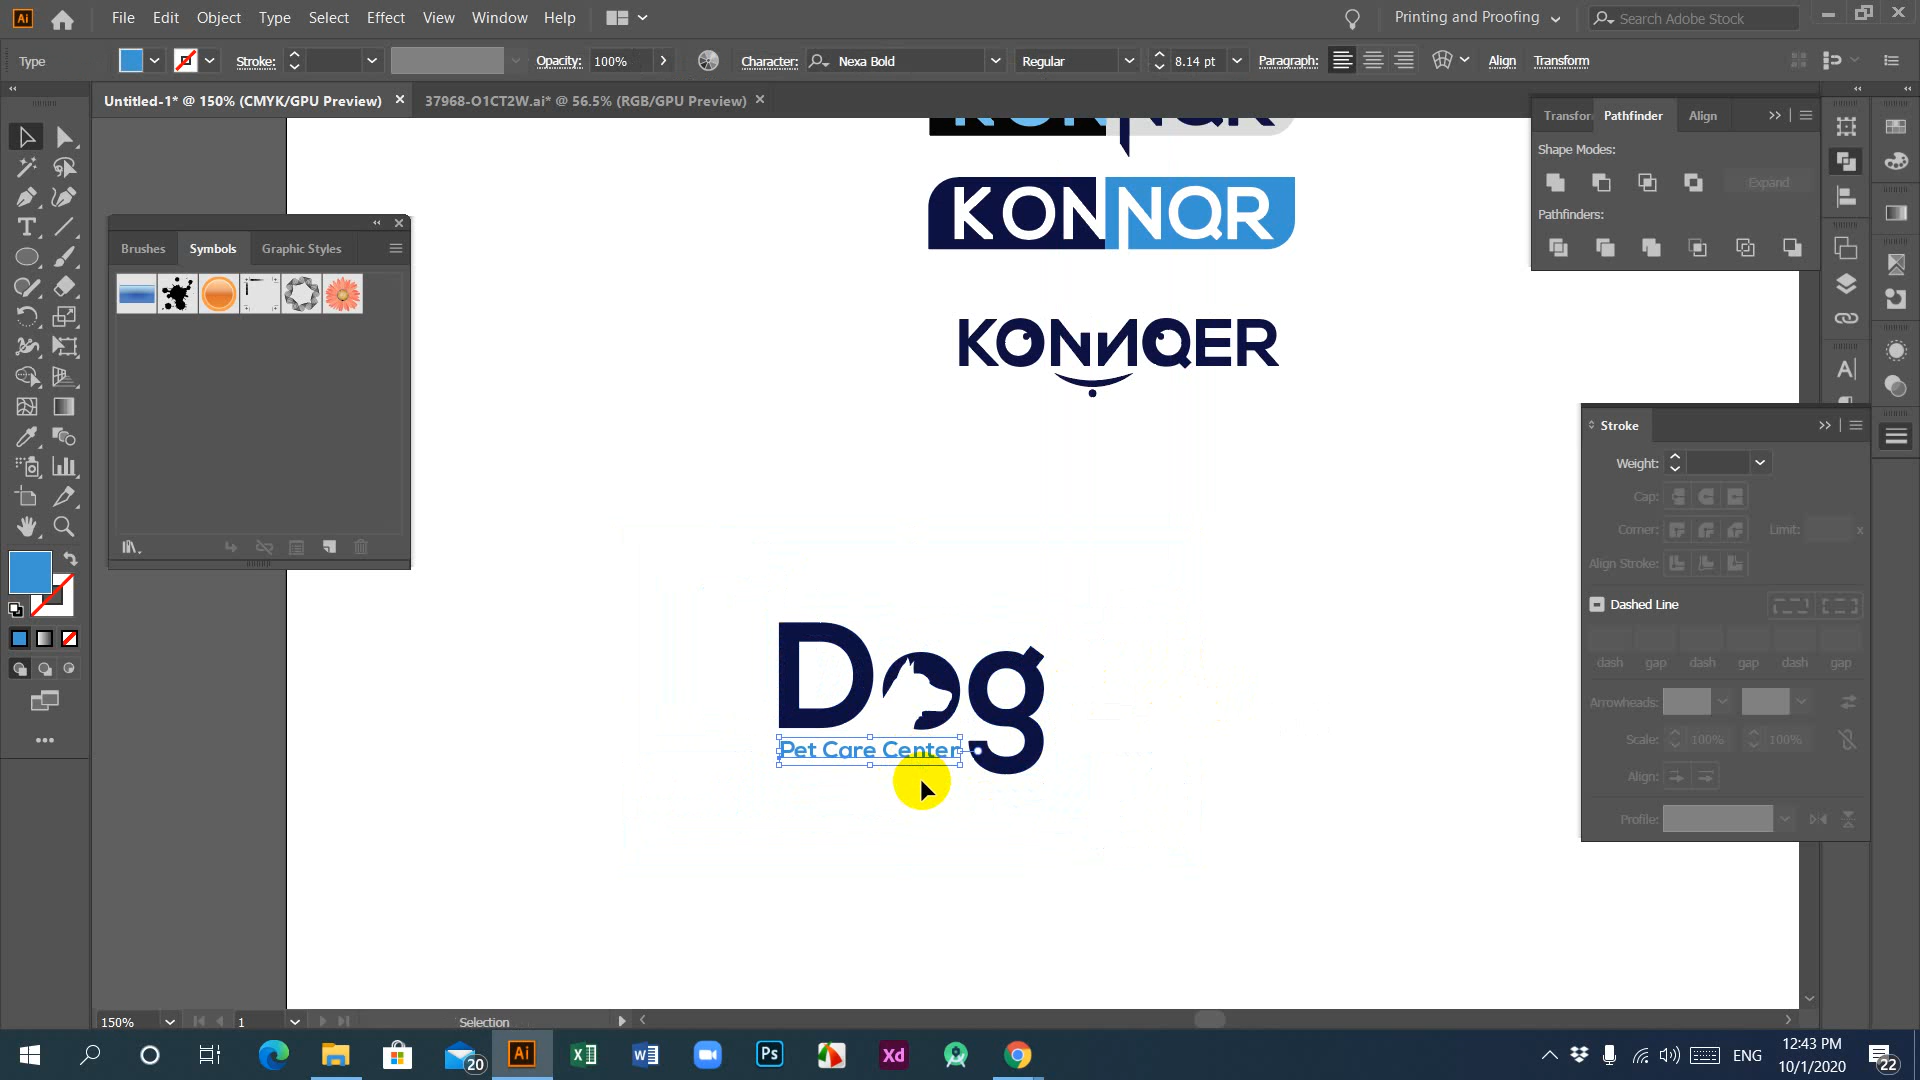 Ai File Edit Object Type Select Effect View Window Help Printing and Proofing Search Adobe Stock
Type Stroke: Opacity: 100% Character: Nexa Bold Regular 8.14 pt Paragraph: Align Transform
Untitled-1* @ 150% (CMYK/GPU Preview) 37968-O1CT2W.ai* @ 56.5% (RGB/GPU Preview)
Transfor Pathfinder Align
Shape Modes:
Expand
Pathfinders:
Brushes Symbols Graphic Styles
KONNQR
KONNQER
Dog
Pet Care Center
Stroke
Weight:
Cap:
Corner: Limit: x
Align Stroke:
Dashed Line
dash gap dash gap dash gap
Arrowheads:
Scale: 100% 100%
Align:
Profile:
150% 1 Selection
20 Ai Ps Xd ENG 12:43 PM
10/1/2020 22